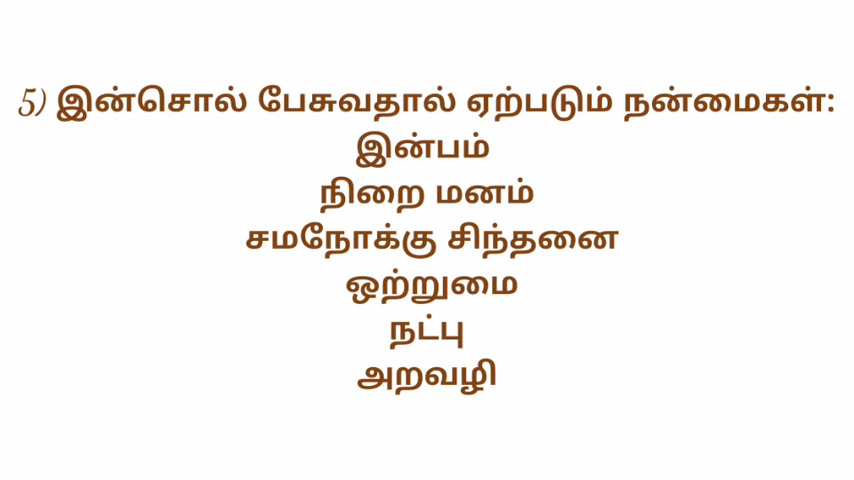 5) இன்சொல் பேசுவதால் ஏற்படும் நன்மைகள்:
இன்பம்
நிறை மனம்
சமநோக்கு சிந்தனை
ஒற்றுமை
நட்பு
அறவழி